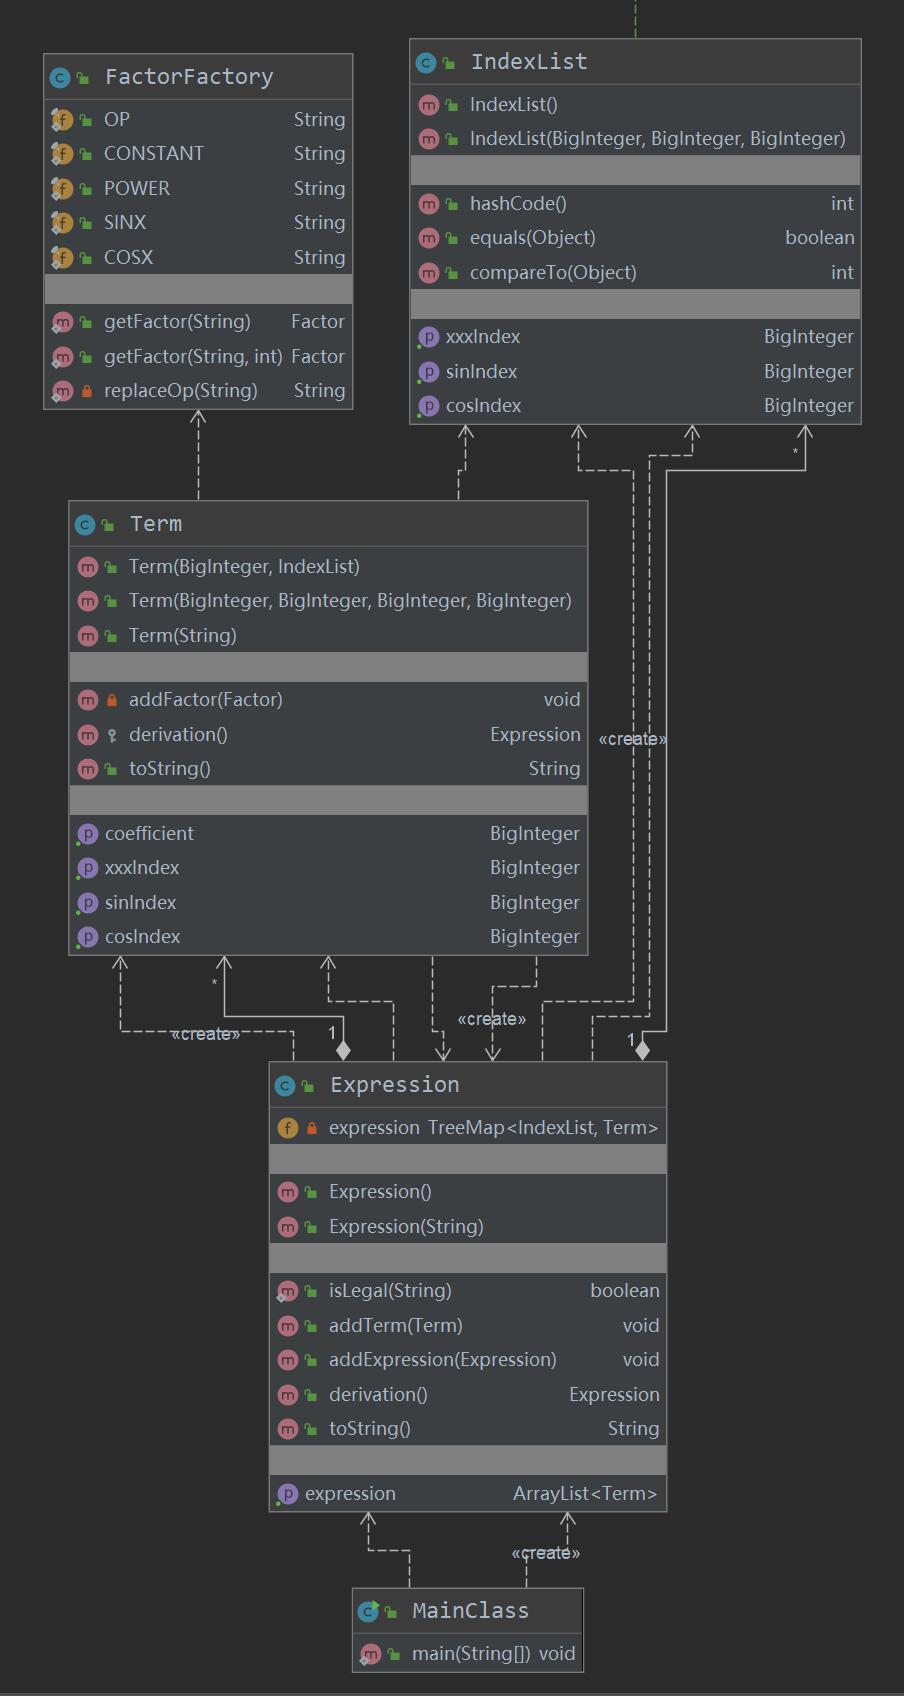 FactorFactory
OP String
CONSTANT String
POWER String
SINX String
COSX String
getFactor(String) Factor
getFactor(String, int) Factor
replaceOp(String) String
IndexList
IndexList()
IndexList(BigInteger, BigInteger, BigInteger)
hashCode() int
equals(Object) boolean
compareTo(Object) int
xxxIndex BigInteger
sinIndex BigInteger
cosIndex BigInteger
*
Term
Term(BigInteger, IndexList)
Term(BigInteger, BigInteger, BigInteger, BigInteger)
Term(String)
addFactor(Factor) void
derivation() Expression
toString() String
coefficient BigInteger
xxxIndex BigInteger
sinIndex BigInteger
cosIndex BigInteger
«create»
*
«create»
1
«create»
1
Expression
expression TreeMap<IndexList, Term>
Expression()
Expression(String)
isLegal(String) boolean
addTerm(Term) void
addExpression(Expression) void
derivation() Expression
toString() String
expression ArrayList<Term>
«create»
MainClass
main(String[]) void